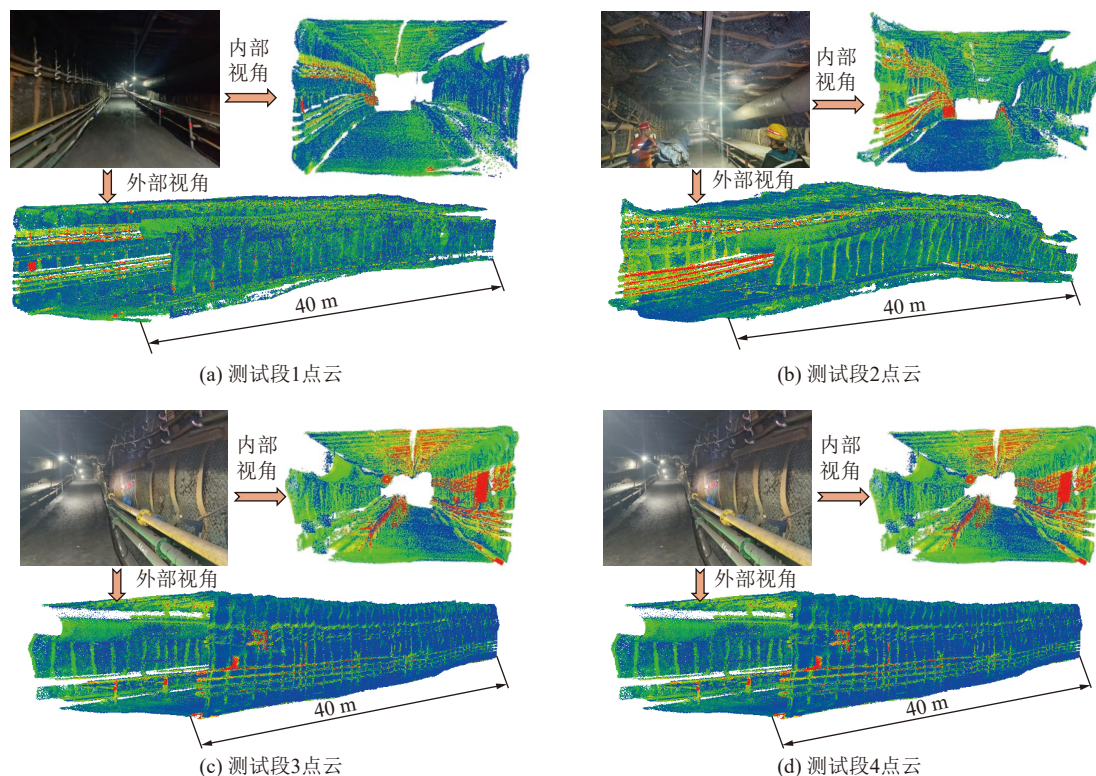 内部
视角
外部视角
40 m
(a) 测试段1点云
内部
视角
外部视角
40 m
(b) 测试段2点云
内部
视角
外部视角
40 m
(c) 测试段3点云
内部
视角
外部视角
40 m
(d) 测试段4点云